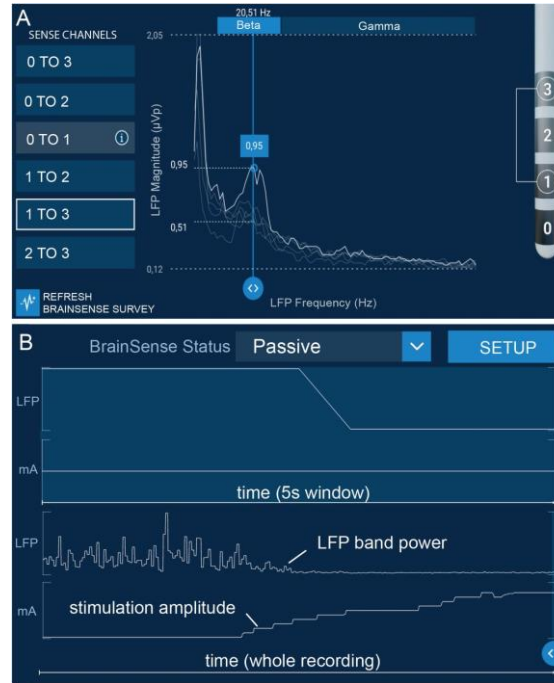 A
SENSE CHANNELS
0 TO 3
0 TO 2
0 TO 1
1 TO 2
1 TO 3
2 TO 3
REFRESH
BRAINSENSE SURVEY
20,51 Hz
Beta
Gamma
2,05
0,95
0,95
0,51
0,12
LFP Magnitude (μVp)
LFP Frequency (Hz)
3
2
1
0
B
BrainSense Status
Passive
SETUP
LFP
mA
time (5s window)
LFP
LFP band power
mA
stimulation amplitude
time (whole recording)